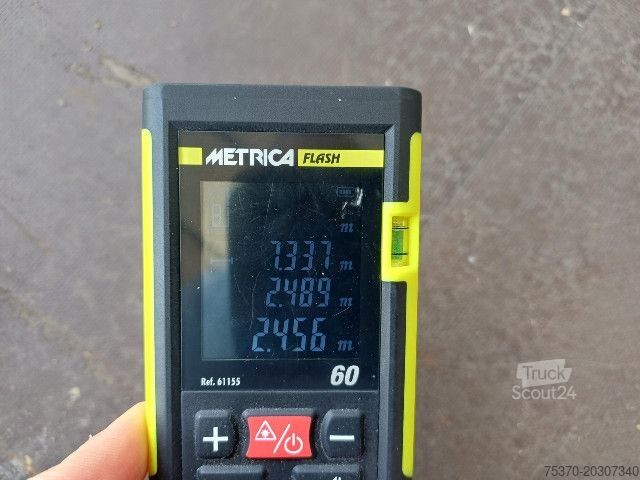 METRICA FLASH
m
7.337 m
2.489 m
2.456 m
Ref. 61155 60
+ −
Truck
Scout24
75370-20307340